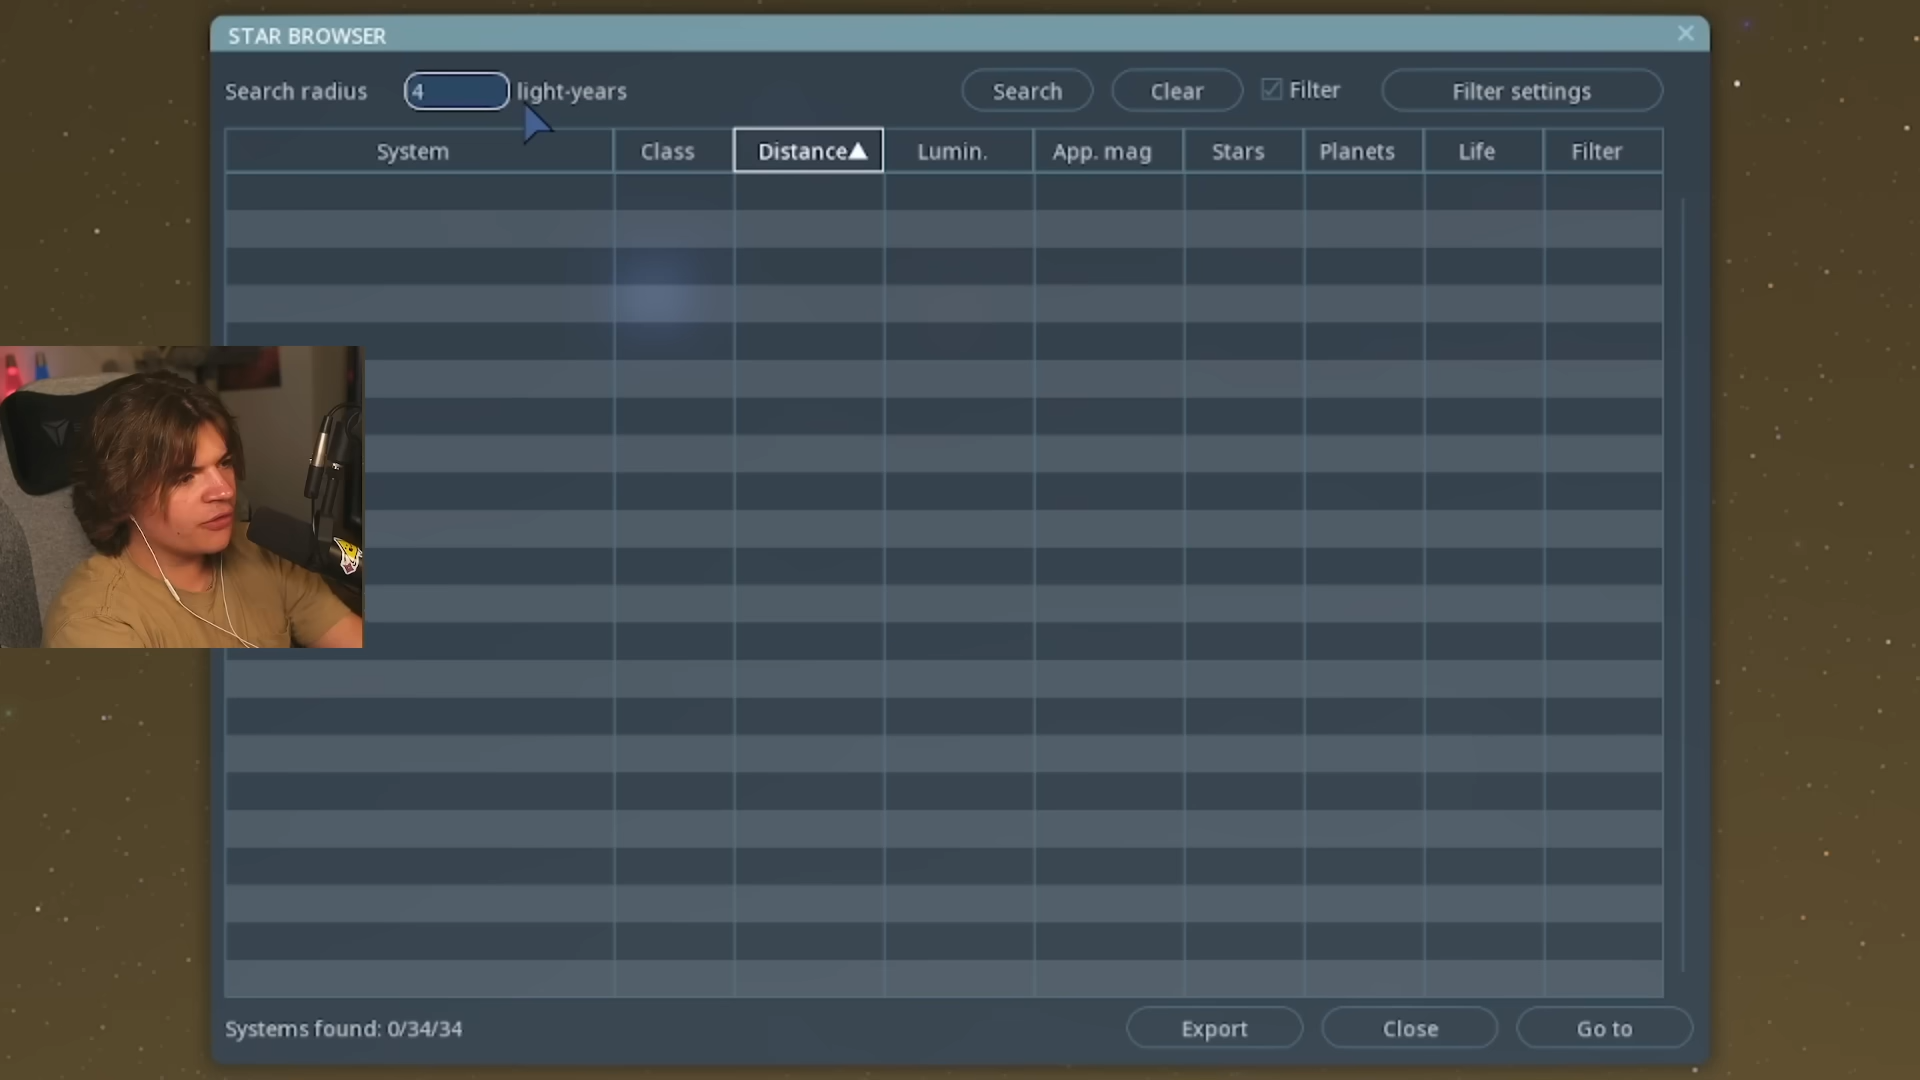 STAR BROWSER
Search radius 4 light-years Search Clear Filter Filter settings
System Class Distance▲ Lumin. App. mag Stars Planets Life Filter
Systems found: 0/34/34 Export Close Go to